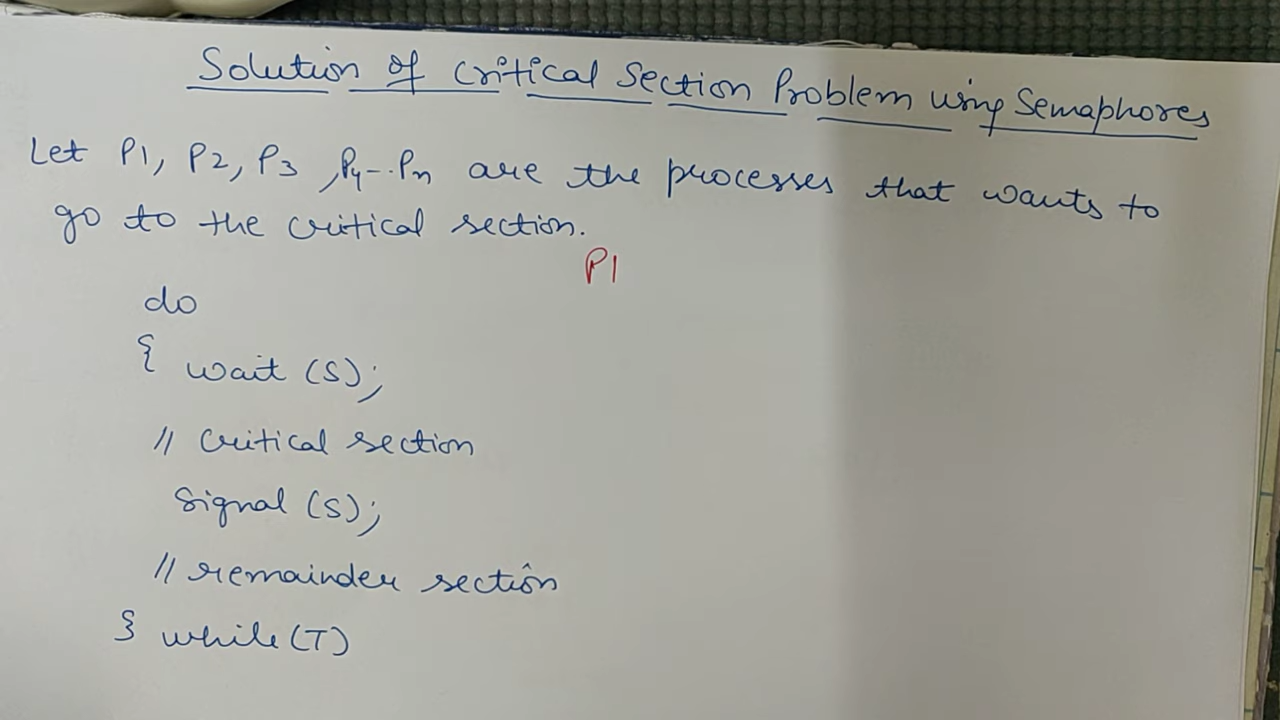 Solution of Critical Section Problem using Semaphores
Let P1, P2, P3, P4--Pn are the processes that wants to
go to the critical section.
P1
do
{ wait (S);
// Critical section
Signal (S);
// remainder section
} while(T)